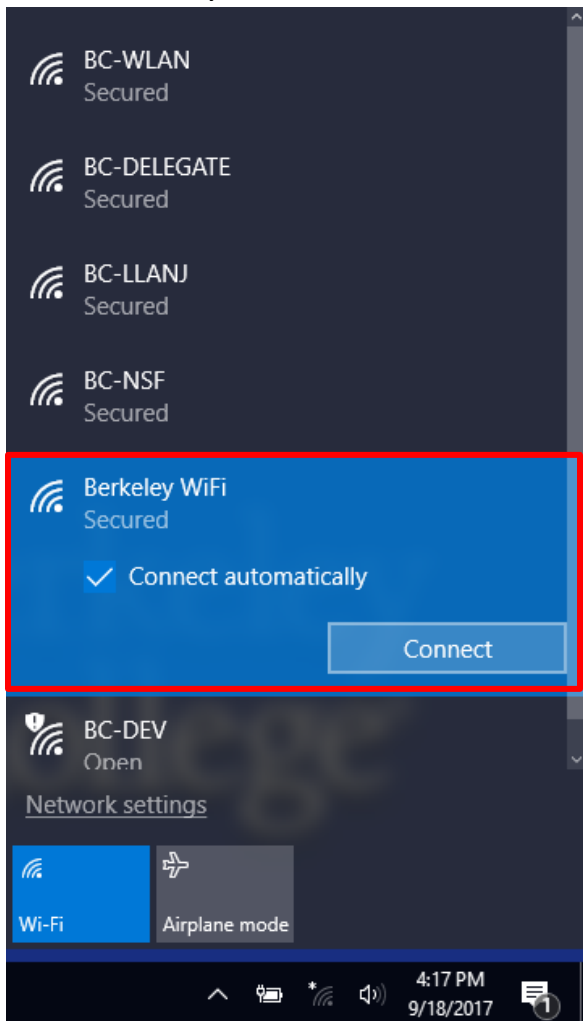 BC-WLAN
Secured
BC-DELEGATE
Secured
BC-LLANJ
Secured
BC-NSF
Secured
Berkeley WiFi
Secured
Connect automatically
Connect
BC-DEV
Open
Network settings
Wi-Fi
Airplane mode
4:17 PM
9/18/2017
1